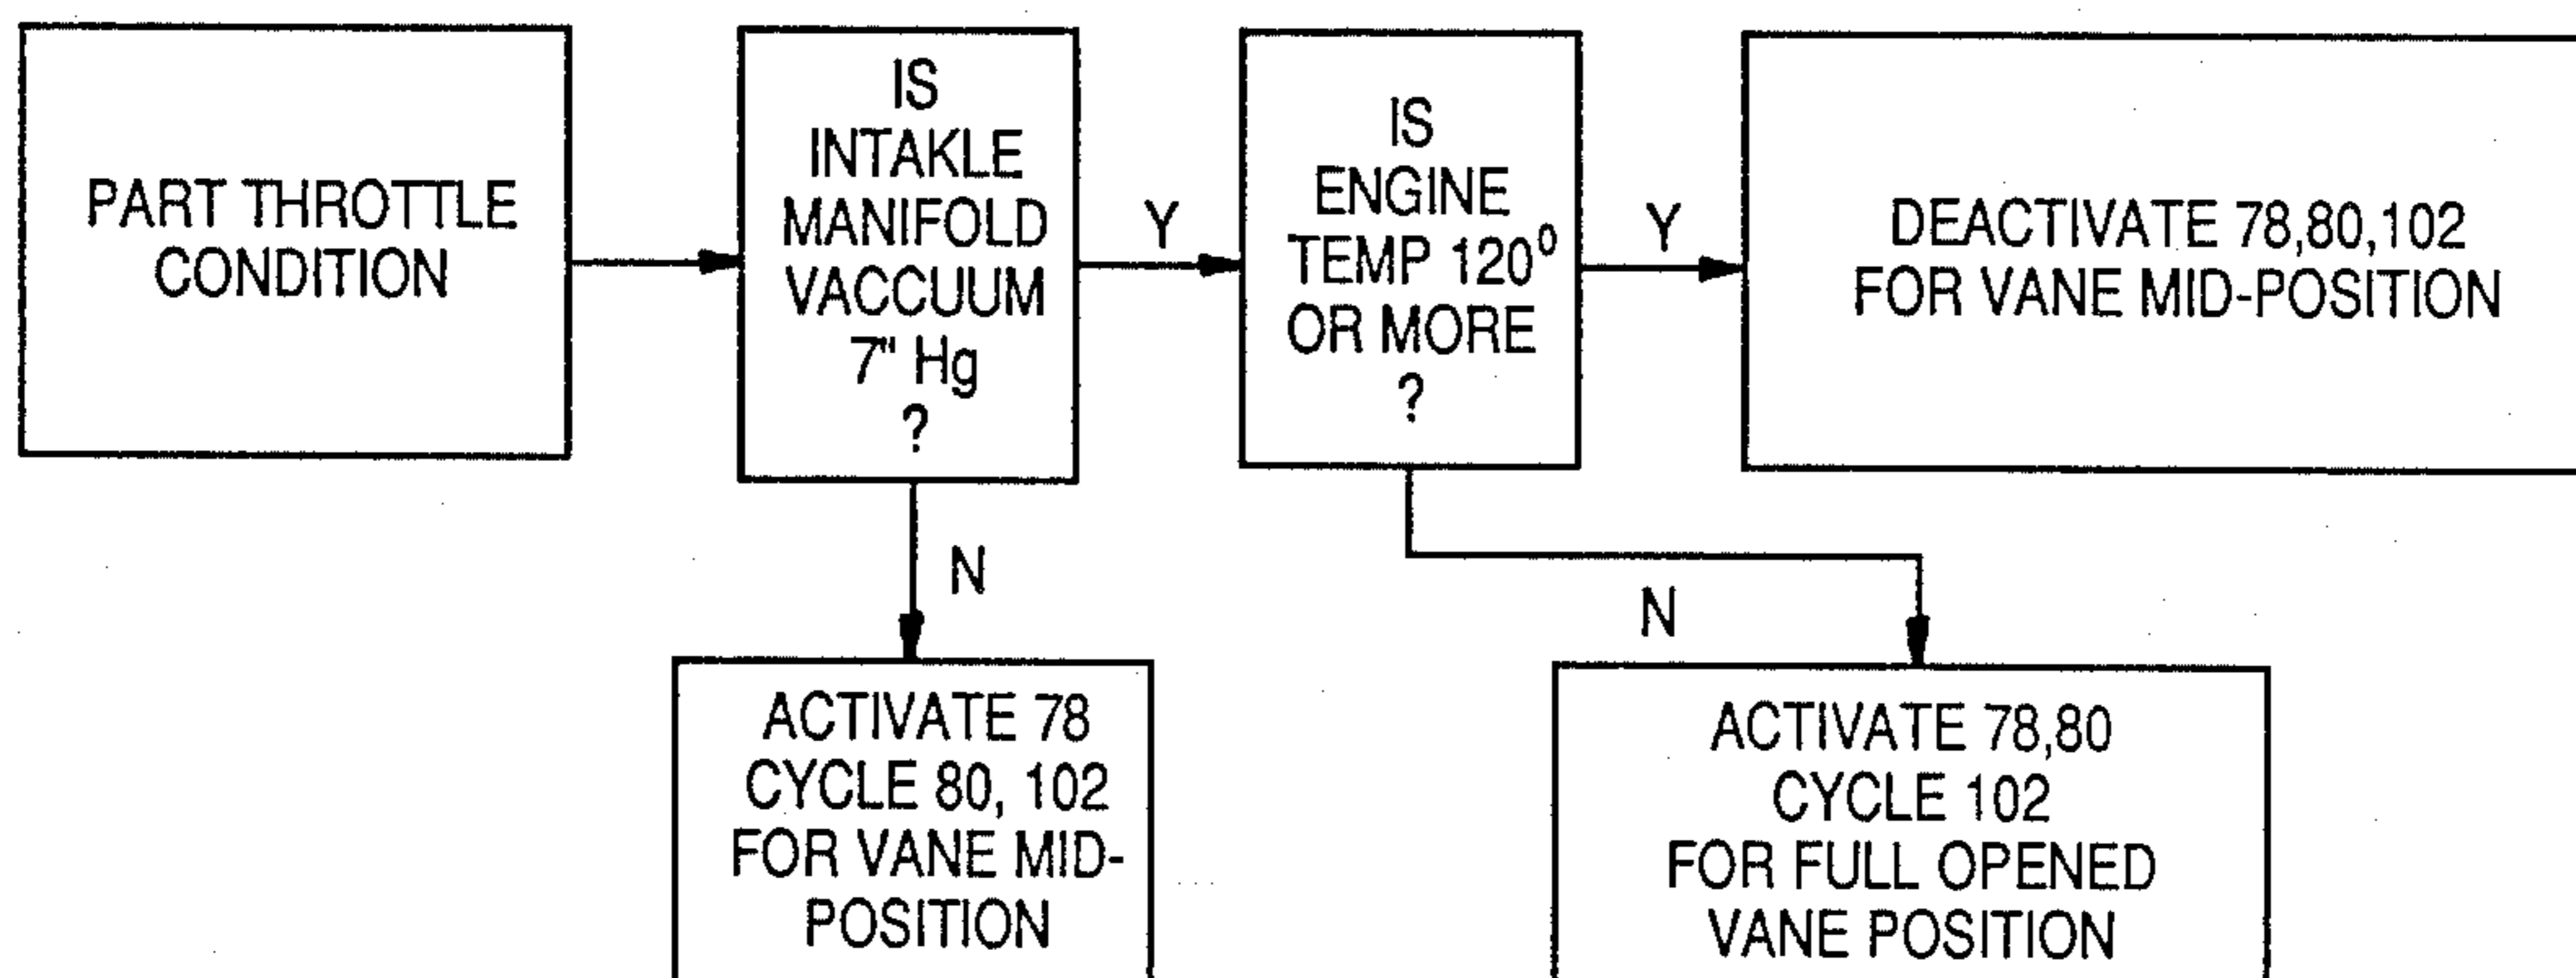 PART THROTTLE
CONDITION
IS
INTAKLE
MANIFOLD
VACCUUM
7" Hg
?
Y
IS
ENGINE
TEMP 120⁰
OR MORE
?
Y
DEACTIVATE 78,80,102
FOR VANE MID-POSITION
N
ACTIVATE 78
CYCLE 80, 102
FOR VANE MID-
POSITION
N
ACTIVATE 78,80
CYCLE 102
FOR FULL OPENED
VANE POSITION